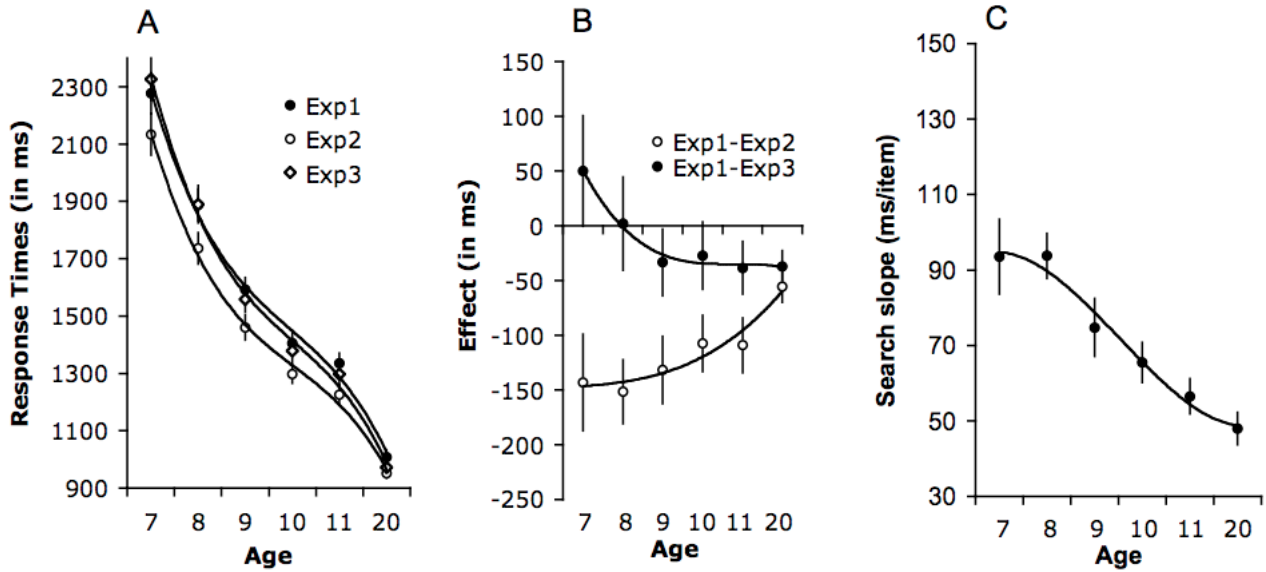 A
Response Times (in ms)
2300
2100
1900
1700
1500
1300
1100
900
Exp1
Exp2
Exp3
7 8 9 10 11 20
Age
B
Effect (in ms)
150
100
50
0
-50
-100
-150
-200
-250
Exp1-Exp2
Exp1-Exp3
7 8 9 10 11 20
Age
C
Search slope (ms/item)
150
130
110
90
70
50
30
7 8 9 10 11 20
Age